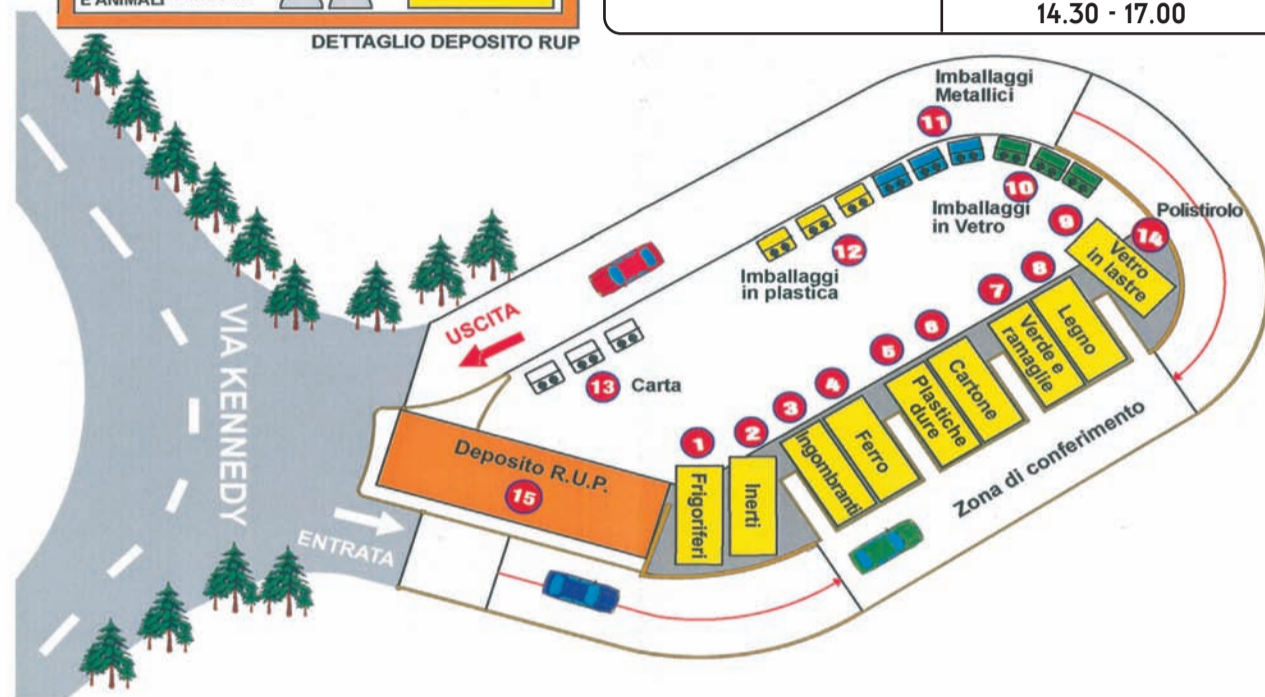 E ANIMALI
DETTAGLIO DEPOSITO RUP
14.30 - 17.00
Imballaggi
Metallici
11
10
Imballaggi
in Vetro
9
Polistirolo
14
Vetro
in lastre
12
Imballaggi
in plastica
8
7
Legno
Verde e
ramaglie
6
5
Cartone
Plastiche
dure
4
3
Ferro
Ingombranti
2
1
Inerti
Frigoriferi
USCITA
13 Carta
VIA KENNEDY
Deposito R.U.P.
15
ENTRATA
Zona di conferimento